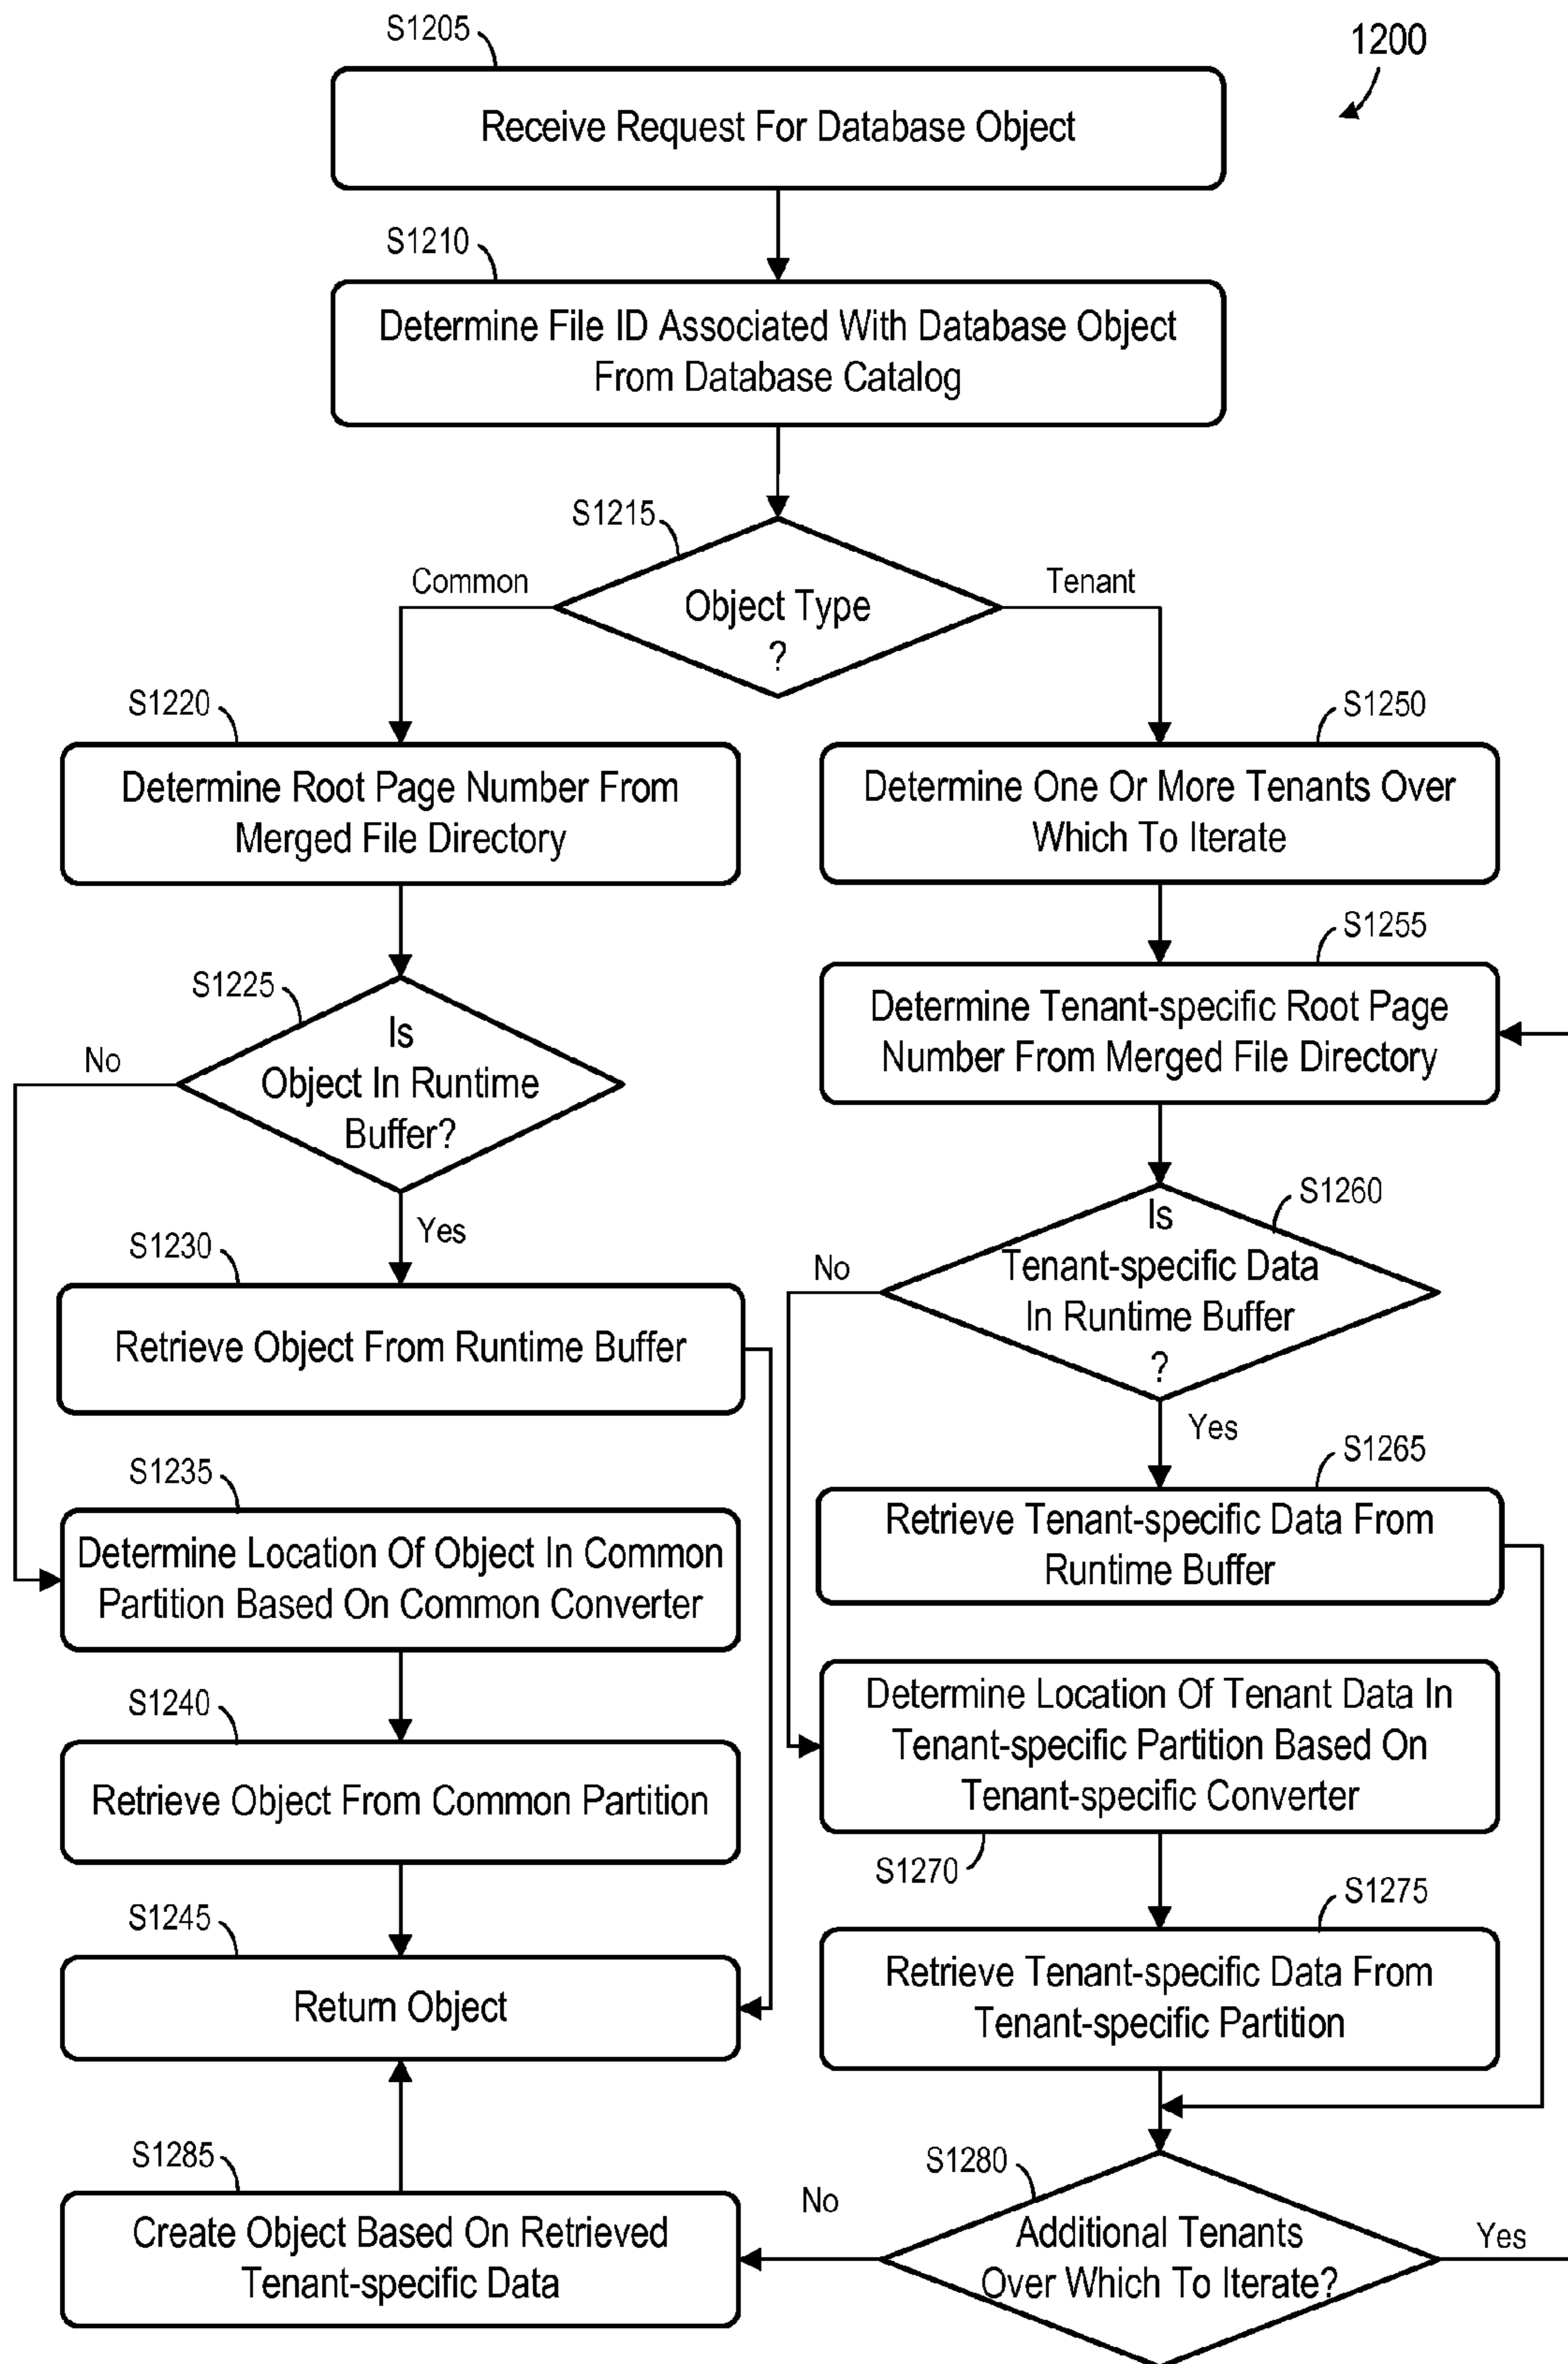 S1205
1200
Receive Request For Database Object
S1210
Determine File ID Associated With Database Object
From Database Catalog
S1215
Common
Tenant
Object Type
?
S1220
Determine Root Page Number From
Merged File Directory
S1225
Is
Object In Runtime
Buffer?
No
Yes
S1230
Retrieve Object From Runtime Buffer
S1235
Determine Location Of Object In Common
Partition Based On Common Converter
S1240
Retrieve Object From Common Partition
S1245
Return Object
S1250
Determine One Or More Tenants Over
Which To Iterate
S1255
Determine Tenant-specific Root Page
Number From Merged File Directory
S1260
Is
Tenant-specific Data
In Runtime Buffer
?
No
Yes
S1265
Retrieve Tenant-specific Data From
Runtime Buffer
Determine Location Of Tenant Data In
Tenant-specific Partition Based On
Tenant-specific Converter
S1270
S1275
Retrieve Tenant-specific Data From
Tenant-specific Partition
S1280
Additional Tenants
Over Which To Iterate?
No
Yes
S1285
Create Object Based On Retrieved
Tenant-specific Data